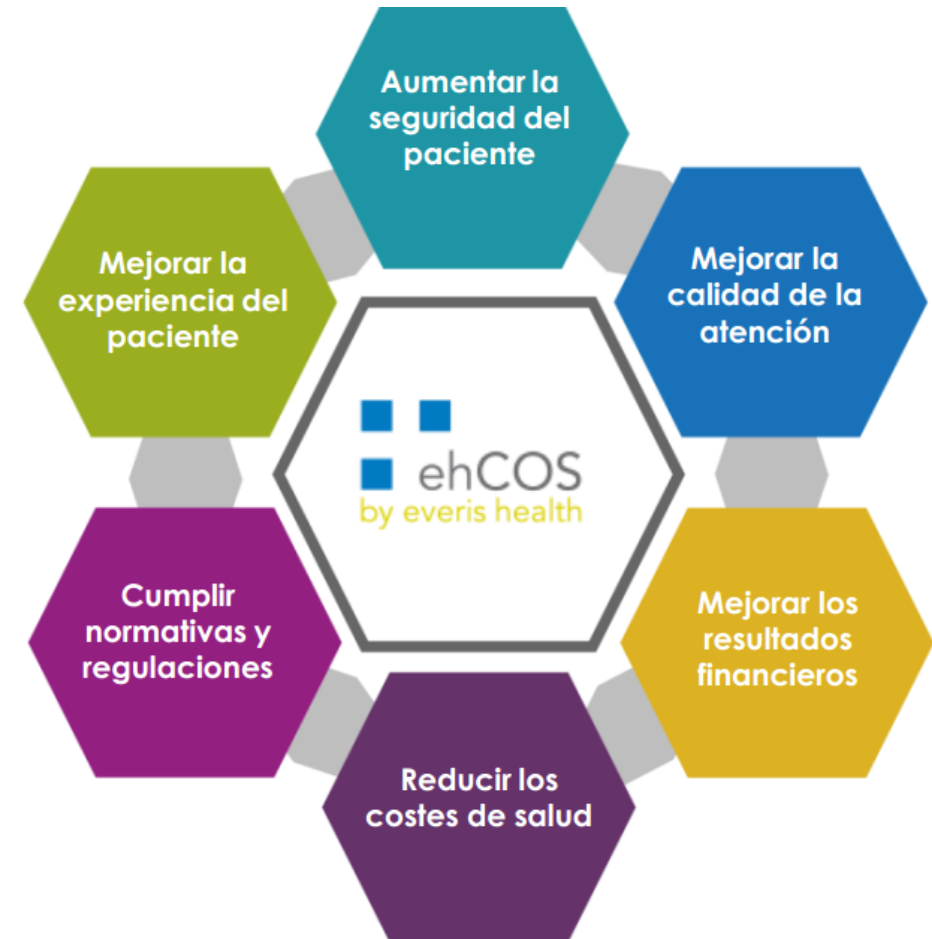 Aumentar la
seguridad del
paciente
Mejorar la
calidad de la
atención
Mejorar los
resultados
financieros
Reducir los
costes de salud
Cumplir
normativas y
regulaciones
Mejorar la
experiencia del
paciente
ehCOS
by everis health